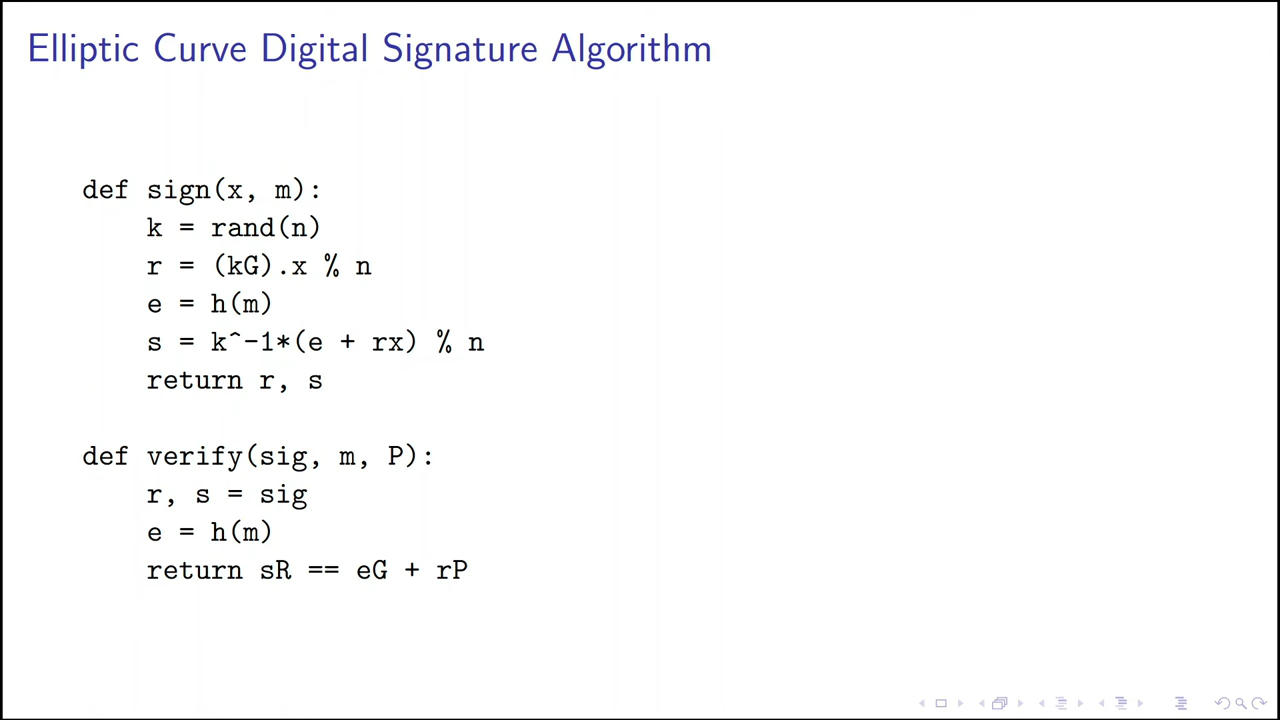 Elliptic Curve Digital Signature Algorithm
def sign(x, m):
    k = rand(n)
    r = (kG).x % n
    e = h(m)
    s = k^-1*(e + rx) % n
    return r, s
def verify(sig, m, P):
    r, s = sig
    e = h(m)
    return sR == eG + rP